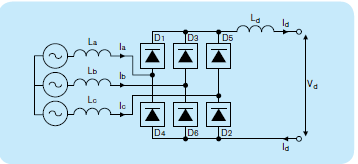 La Ia D1 D3 D5 Ld Id
Lb Ib
Lc Ic
Vd
D4 D6 D2 Id